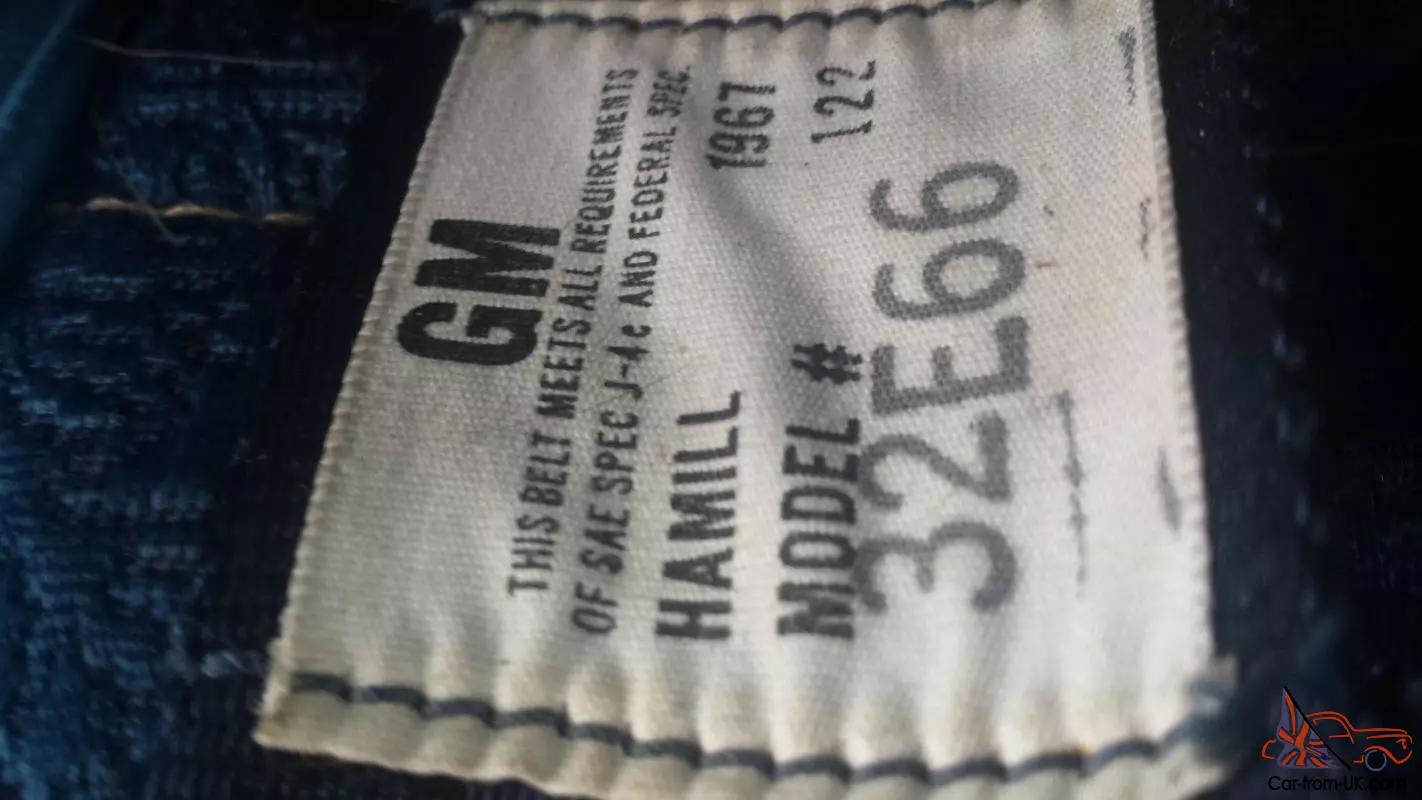 GM
THIS BELT MEETS ALL REQUIREMENTS
OF SAE SPEC J-4c AND FEDERAL SPEC.
HAMILL 1967
MODEL # 122
32E66
Car-from-UK.com